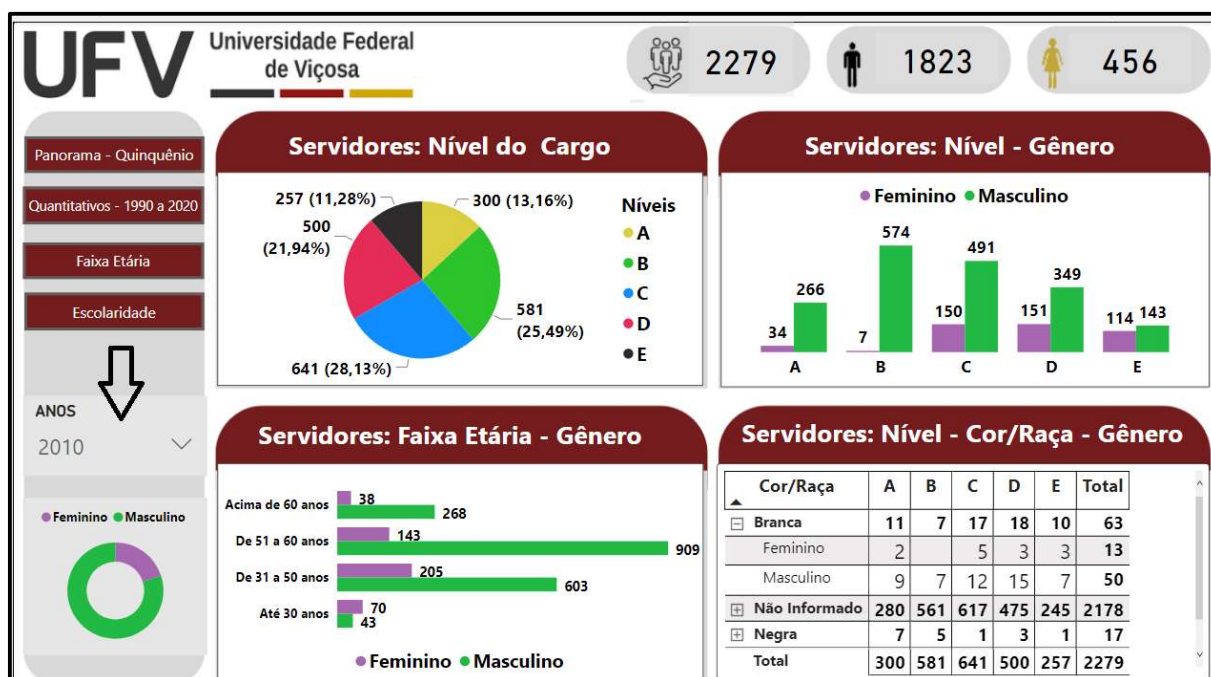 UFV
Universidade Federal
de Viçosa
2279
1823
456
Panorama - Quinquênio
Quantitativos - 1990 a 2020
Faixa Etária
Escolaridade
ANOS
2010
Feminino Masculino
Servidores: Nível do Cargo
257 (11,28%)
300 (13,16%)
500
(21,94%)
581
(25,49%)
641 (28,13%)
Níveis
A
B
C
D
E
Servidores: Nível - Gênero
Feminino Masculino
34 266
7 574
150 491
151 349
114 143
A B C D E
Servidores: Faixa Etária - Gênero
Acima de 60 anos 38
268
De 51 a 60 anos 143
909
De 31 a 50 anos 205
603
Até 30 anos 70
43
Feminino Masculino
Servidores: Nível - Cor/Raça - Gênero
Cor/Raça A B C D E Total
Branca 11 7 17 18 10 63
Feminino 2 5 3 3 13
Masculino 9 7 12 15 7 50
Não Informado 280 561 617 475 245 2178
Negra 7 5 1 3 1 17
Total 300 581 641 500 257 2279